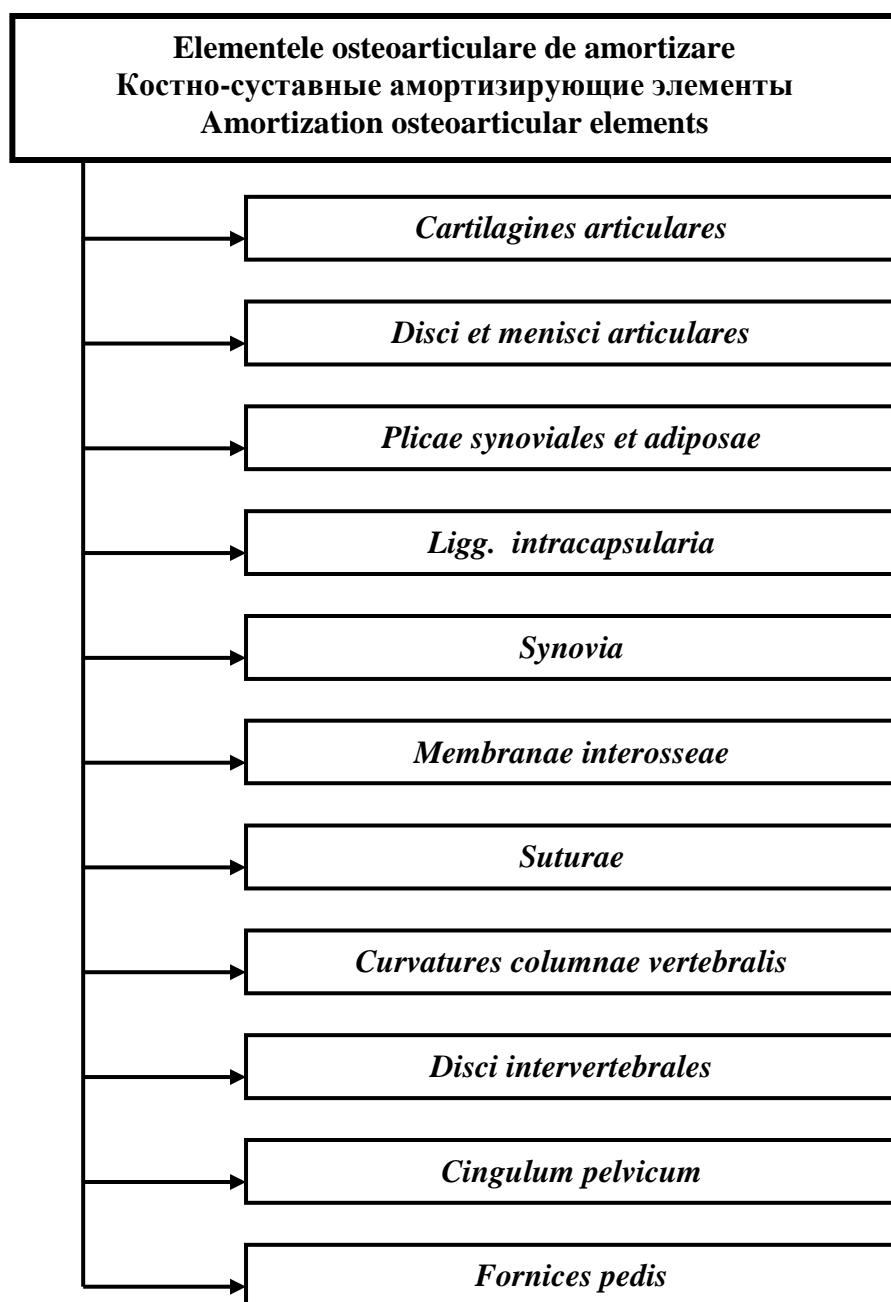 Elementele osteoarticulare de amortizare
Костно-суставные амортизирующие элементы
Amortization osteoarticular elements
Cartilagines articulares
Disci et menisci articulares
Plicae synoviales et adiposae
Ligg. intracapsularia
Synovia
Membranae interosseae
Suturae
Curvatures columnae vertebralis
Disci intervertebrales
Cingulum pelvicum
Fornices pedis